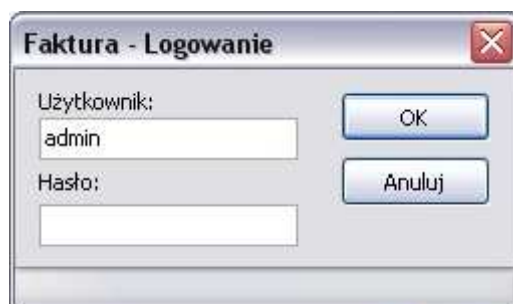 Faktura - Logowanie
Użytkownik:
admin
OK
Hasło:
Anuluj